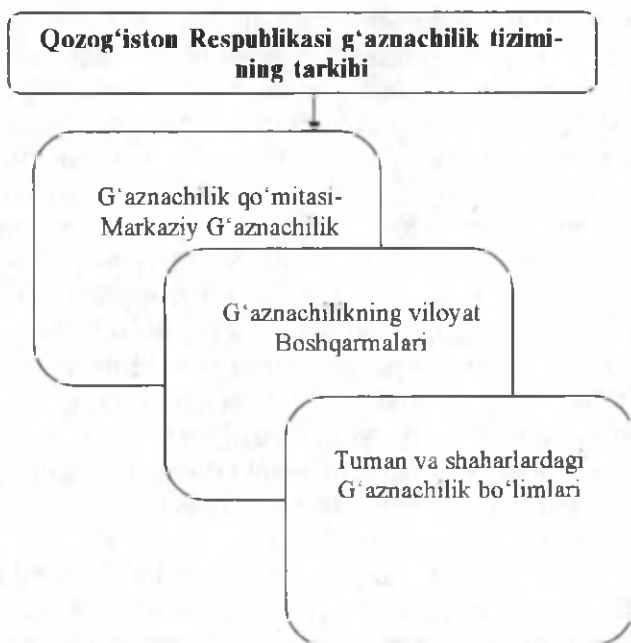 Qozog‘iston Respublikasi g‘aznachilik tizimi-
ning tarkibi
G‘aznachilik qo‘mitasi-
Markaziy G‘aznachilik
G‘aznachilikning viloyat
Boshqarmalari
Tuman va shaharlardagi
G‘aznachilik bo‘limlari